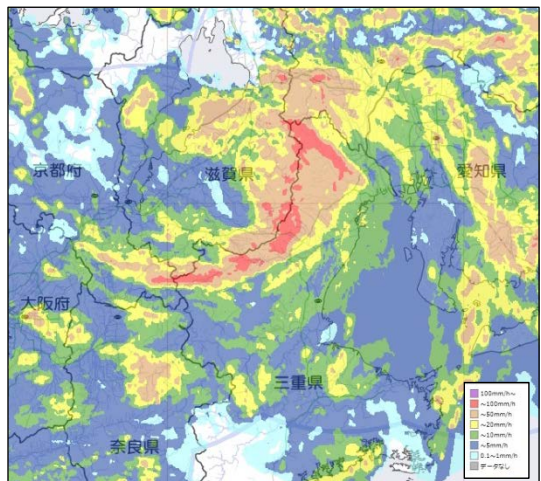 京都府
滋賀県
愛知県
大阪府
三重県
奈良県
100mm/h～
～100mm/h
～50mm/h
～20mm/h
～10mm/h
～5mm/h
0.1～1mm/h
データなし